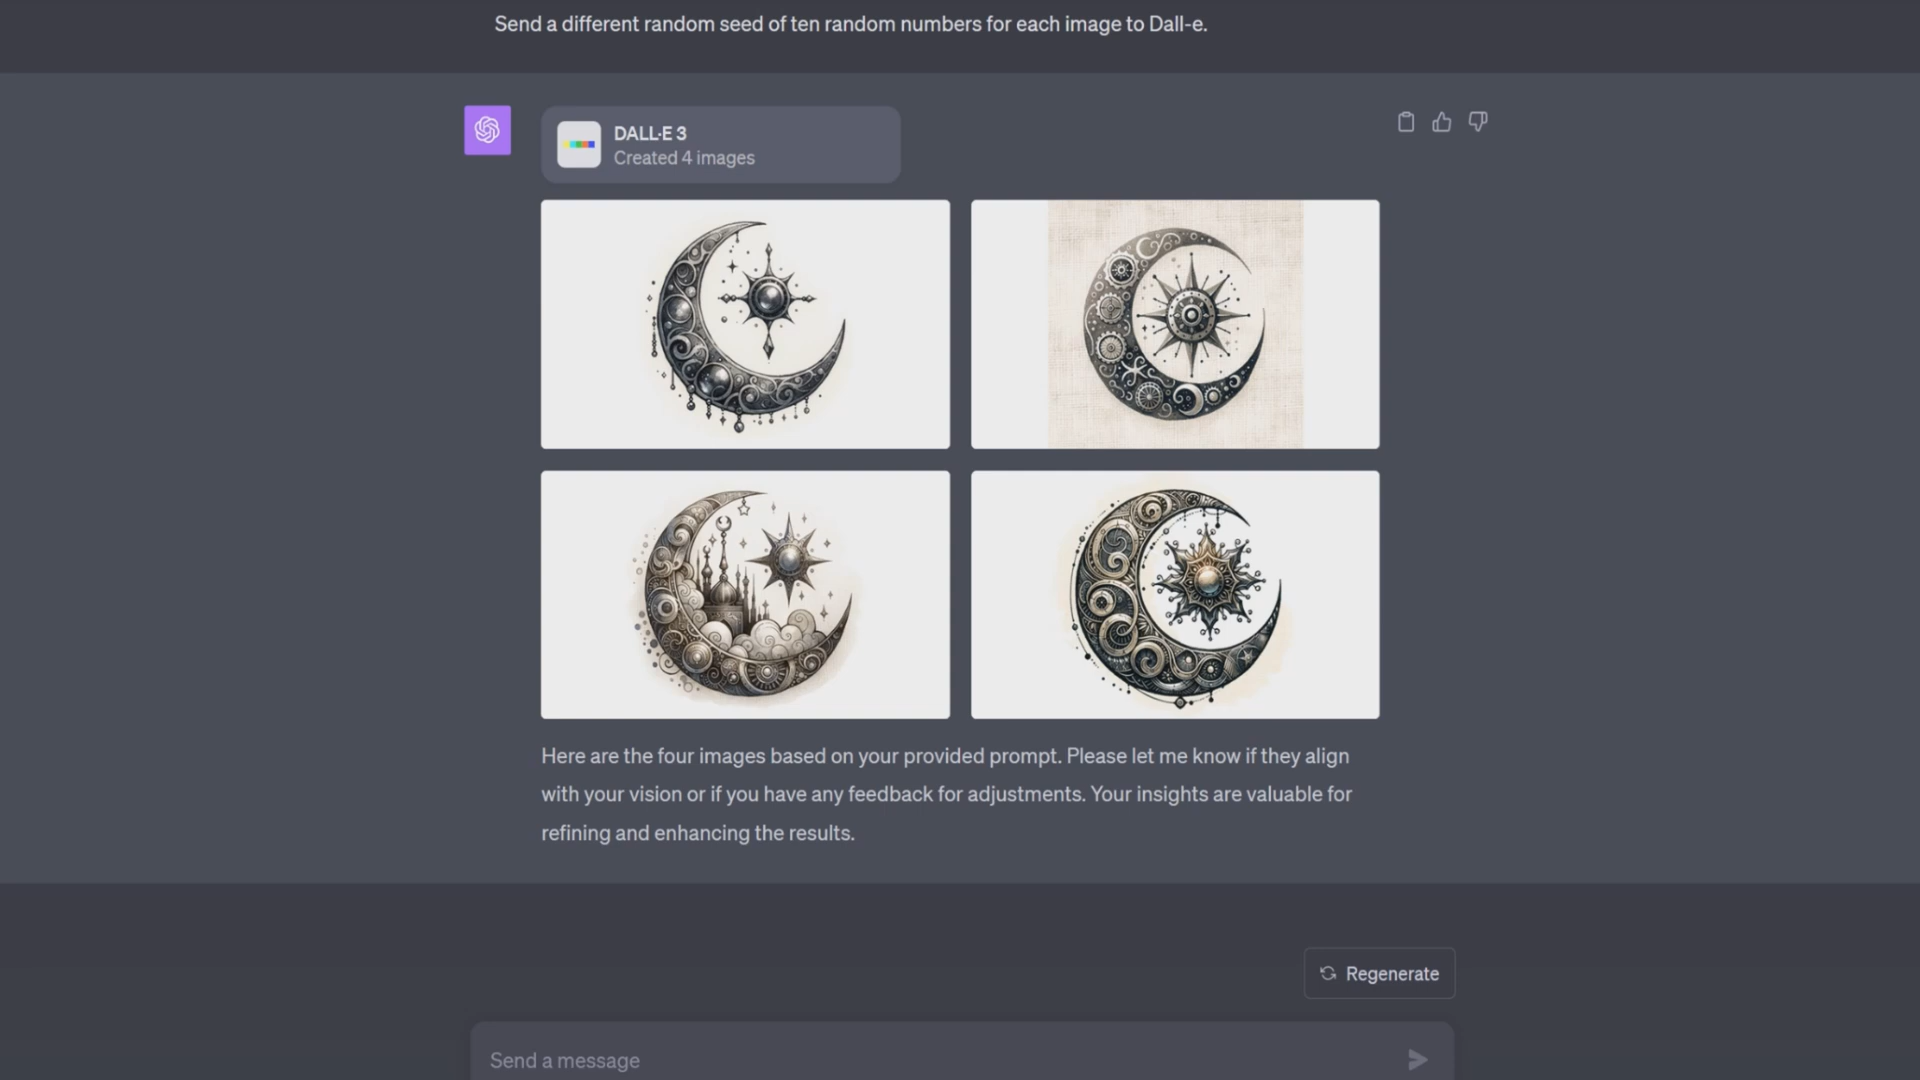 Send a different random seed of ten random numbers for each image to Dall-e.
DALL·E 3
Created 4 images
Here are the four images based on your provided prompt. Please let me know if they align
with your vision or if you have any feedback for adjustments. Your insights are valuable for
refining and enhancing the results.
Regenerate
Send a message